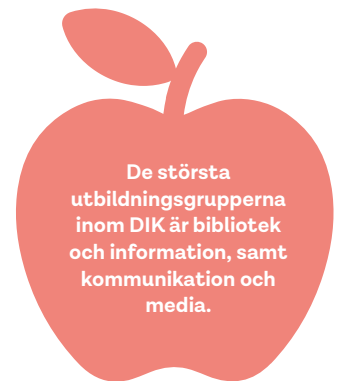 De största
utbildningsgrupperna
inom DIK är bibliotek
och information, samt
kommunikation och
media.